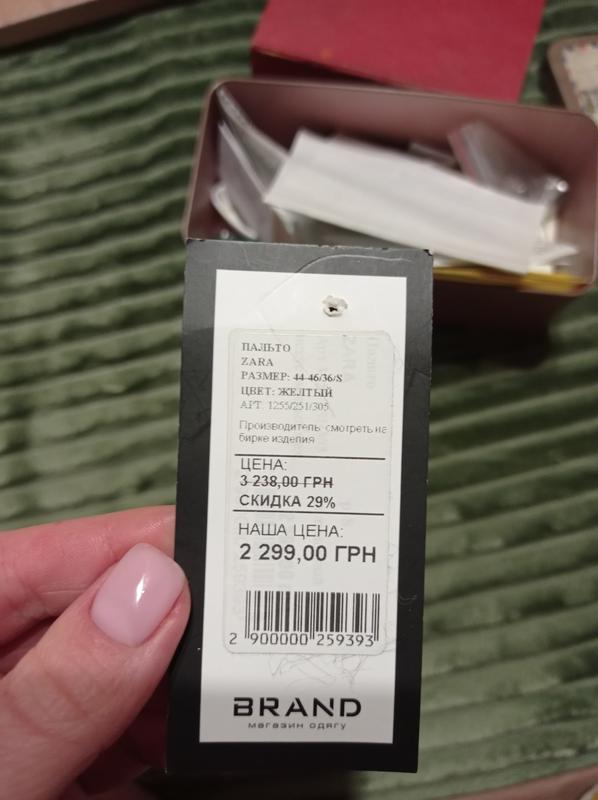 ПАЛЬТО
ZARA
РАЗМЕР: 44-46/36/S
ЦВЕТ: ЖЕЛТЫЙ
АРТ. 1255/251/305
Производитель: смотреть на
бирке изделия
ЦЕНА:
3 238,00 ГРН
СКИДКА 29%
НАША ЦЕНА:
2 299,00 ГРН
2 900000 259393
BRAND
магазин одягу